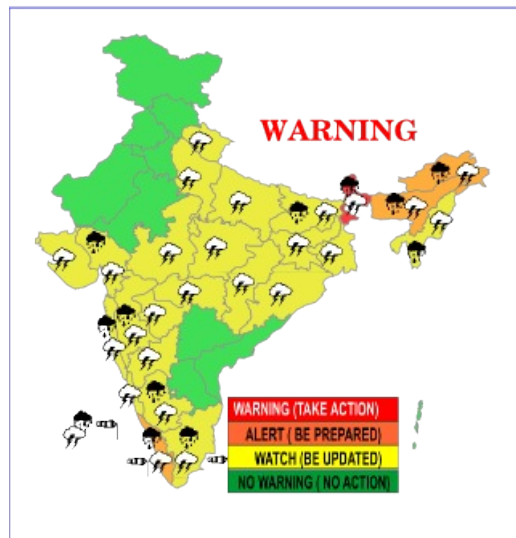 WARNING
WARNING (TAKE ACTION)
ALERT ( BE PREPARED)
WATCH (BE UPDATED)
NO WARNING ( NO ACTION)